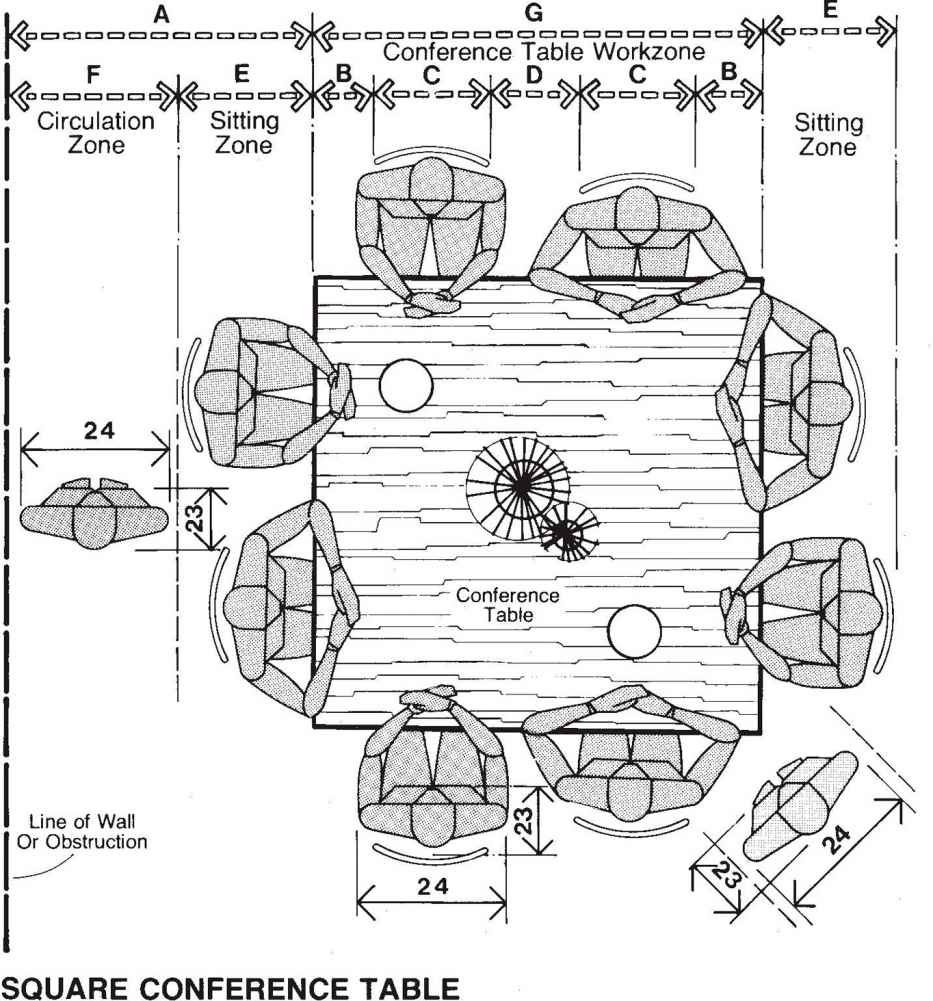 A G E
Conference Table Workzone
F E B C D C B
Circulation
Zone
Sitting
Zone
Sitting
Zone
24
23
Conference
Table
Line of Wall
Or Obstruction
23
24
24
23
SQUARE CONFERENCE TABLE